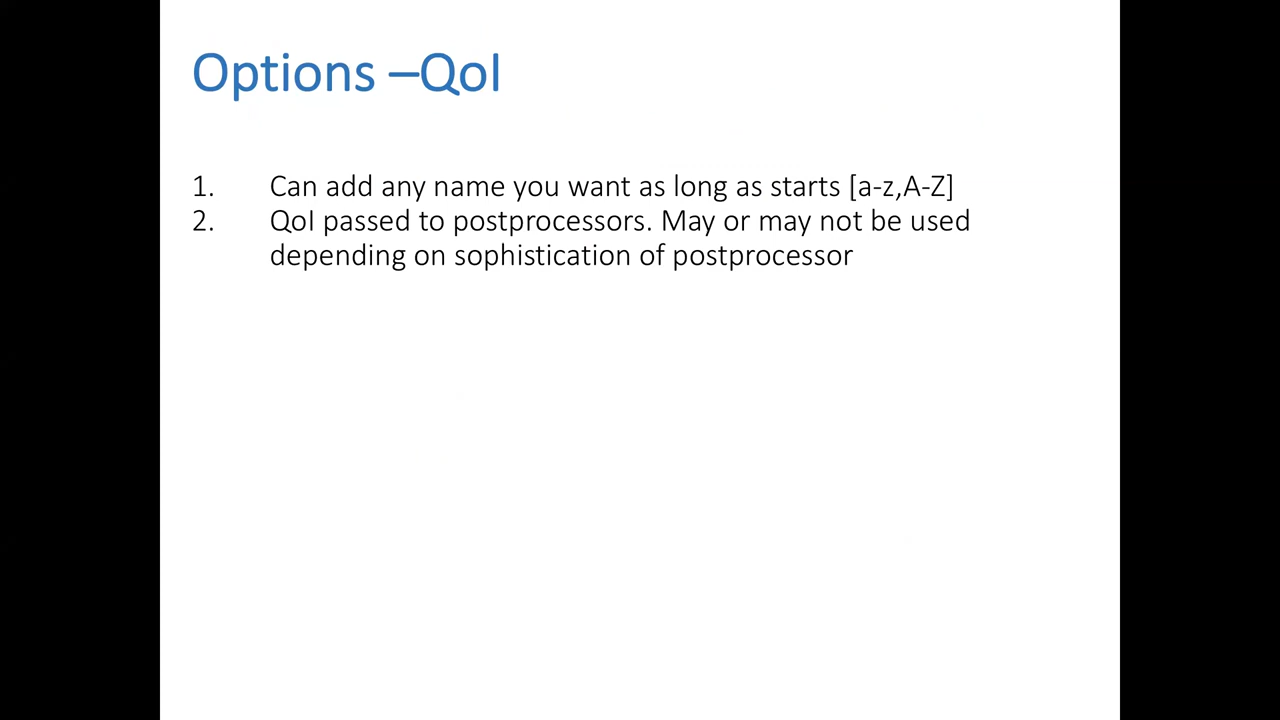 Options –QoI
1. Can add any name you want as long as starts [a-z,A-Z]
2. QoI passed to postprocessors. May or may not be used
depending on sophistication of postprocessor